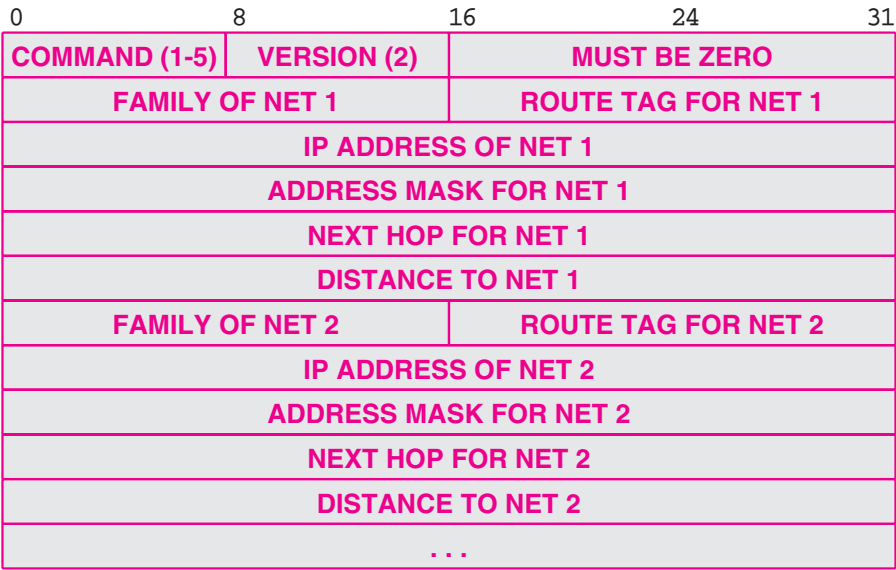 0 8 16 24 31
COMMAND (1-5) VERSION (2) MUST BE ZERO
FAMILY OF NET 1 ROUTE TAG FOR NET 1
IP ADDRESS OF NET 1
ADDRESS MASK FOR NET 1
NEXT HOP FOR NET 1
DISTANCE TO NET 1
FAMILY OF NET 2 ROUTE TAG FOR NET 2
IP ADDRESS OF NET 2
ADDRESS MASK FOR NET 2
NEXT HOP FOR NET 2
DISTANCE TO NET 2
. . .